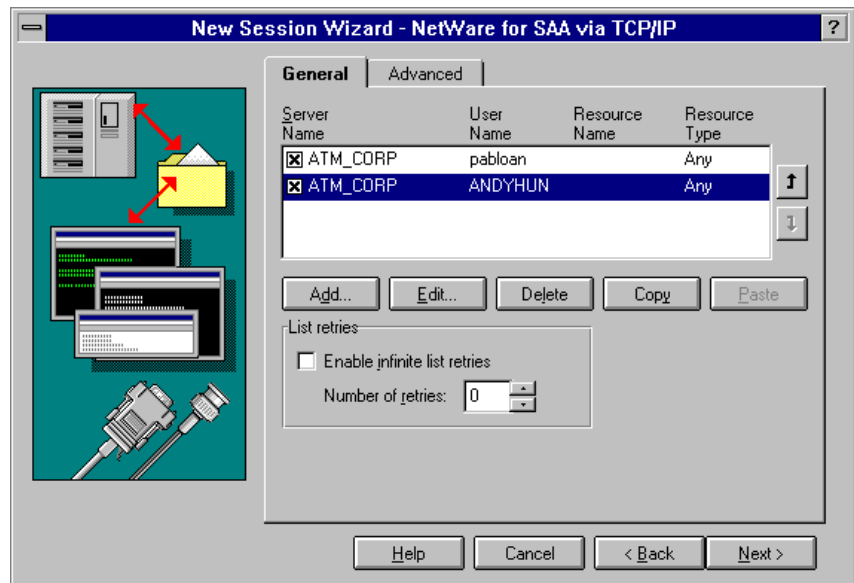 New Session Wizard - NetWare for SAA via TCP/IP ?
General Advanced
Server Name User Name Resource Name Resource Type
ATM_CORP pabloan Any
ATM_CORP ANDYHUN Any
Add... Edit... Delete Copy Paste
List retries
Enable infinite list retries
Number of retries: 0
Help Cancel < Back Next >